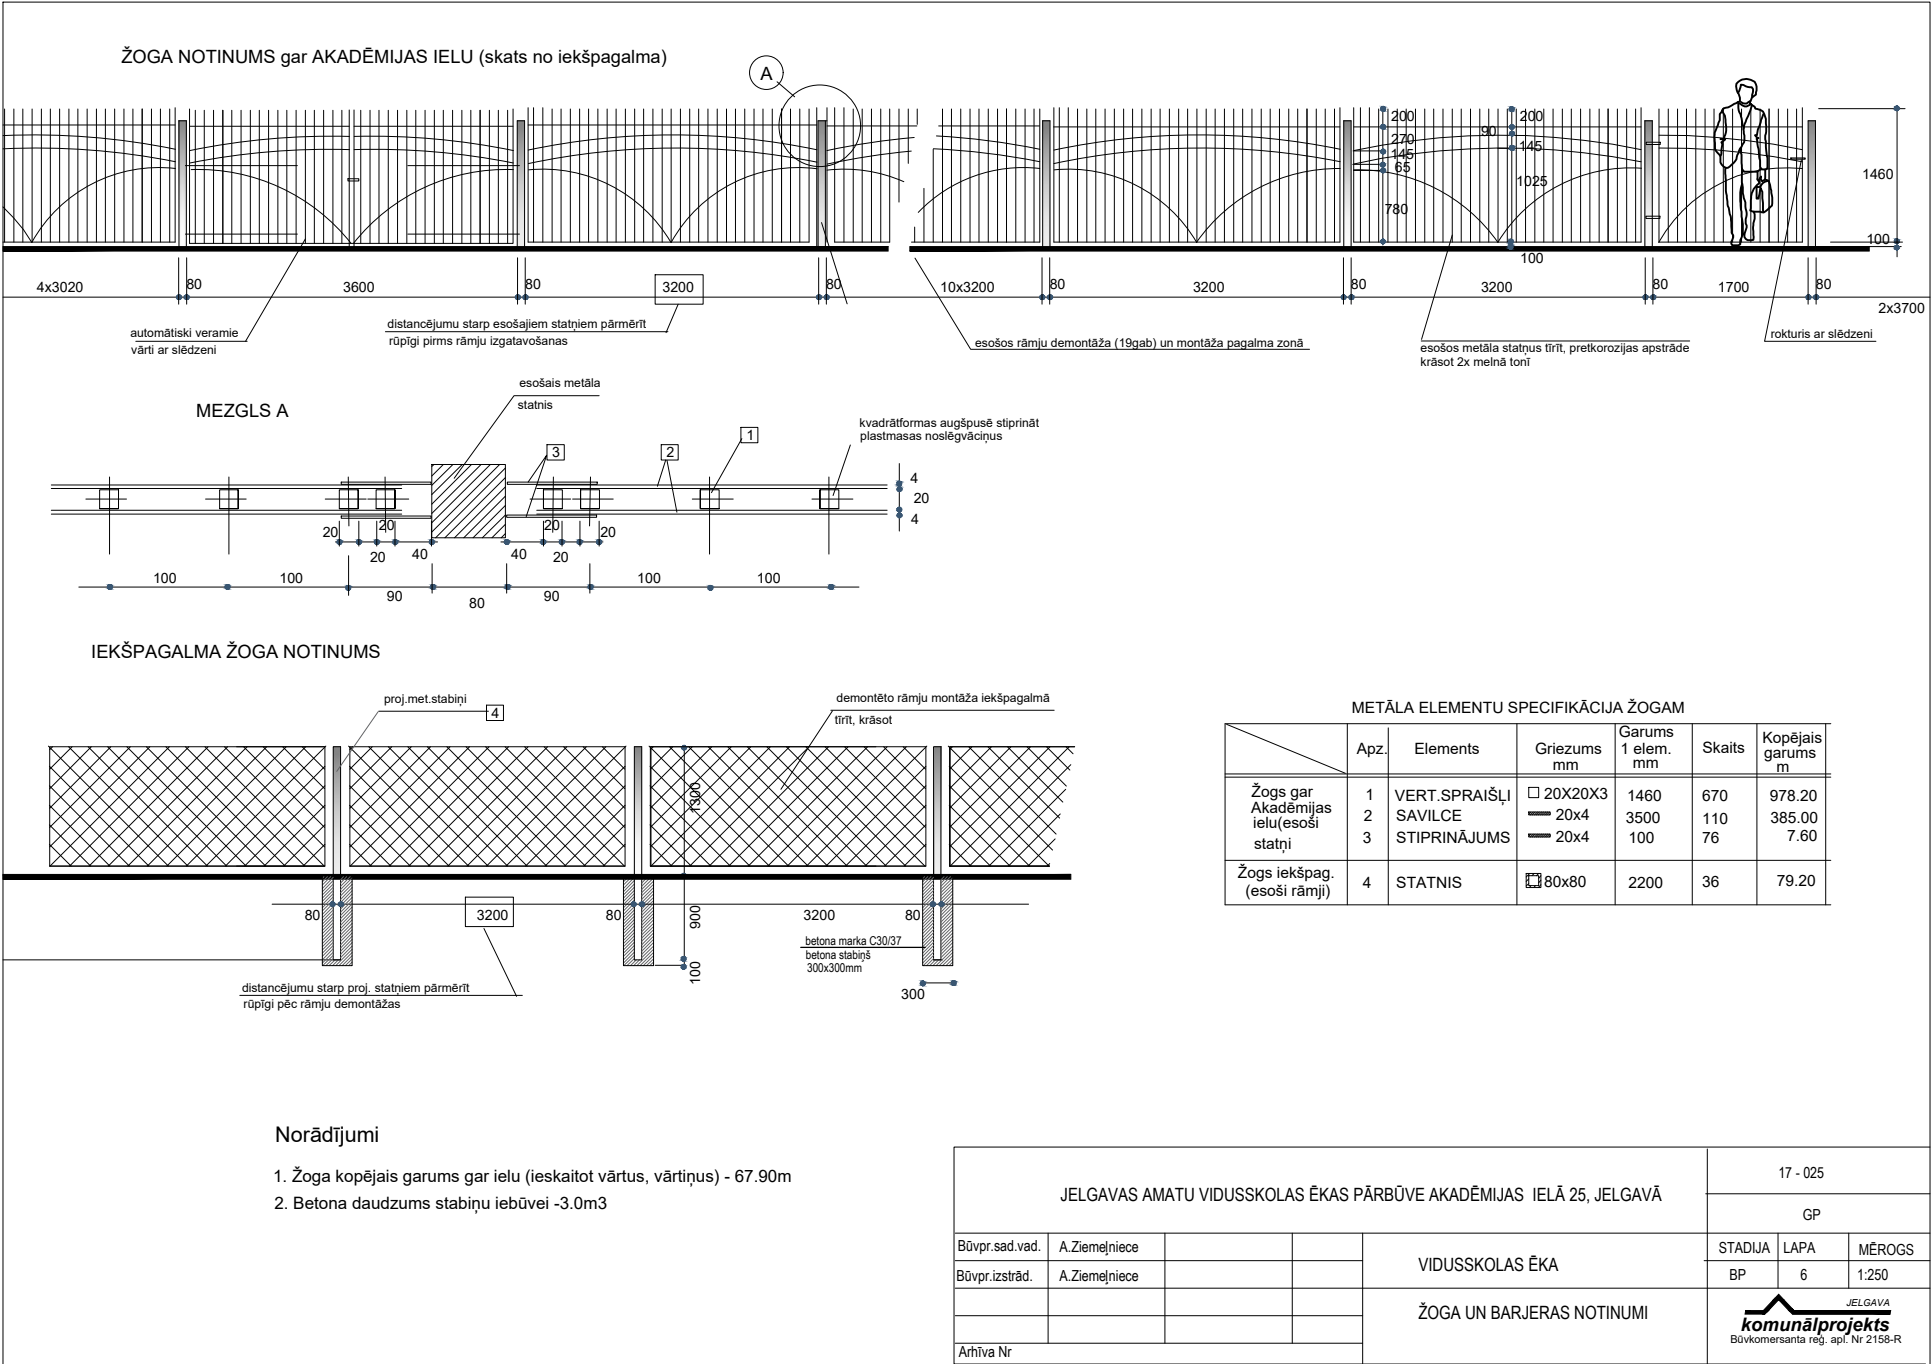 ŽOGA NOTINUMS gar AKADĒMIJAS IELU (skats no iekšpagalma)
A
200
270
145
65
780
90
200
145
1025
100
1460
100
4x3020
80
3600
80
3200
80
10x3200
80
3200
80
3200
80
1700
80
2x3700
automātiski veramie
vārti ar slēdzeni
distancējumu starp esošajiem statņiem pārmērīt
rūpīgi pirms rāmju izgatavošanas
esošos rāmju demontāža (19gab) un montāža pagalma zonā
esošos metāla statņus tīrīt, pretkorozijas apstrāde
krāsot 2x melnā tonī
rokturis ar slēdzeni
MEZGLS A
esošais metāla
statnis
kvadrātformas augšpusē stiprināt
plastmasas noslēgvāciņus
3
2
1
4
20
4
20
20
20
40
40
20
20
20
100
100
90
80
90
100
100
IEKŠPAGALMA ŽOGA NOTINUMS
proj.met.stabiņi
4
demontēto rāmju montāža iekšpagalmā
tīrīt, krāsot
1300
900
100
80
3200
80
3200
80
betona marka C30/37
betona stabiņš
300x300mm
300
distancējumu starp proj. statņiem pārmērīt
rūpīgi pēc rāmju demontāžas
METĀLA ELEMENTU SPECIFIKĀCIJA ŽOGAM
Apz. Elements Griezums mm Garums 1 elem. mm Skaits Kopējais garums m
Žogs gar
Akadēmijas
ielu(esoši
statņi
1 VERT.SPRAIŠĻI 20X20X3 1460 670 978.20
2 SAVILCE 20x4 3500 110 385.00
3 STIPRINĀJUMS 20x4 100 76 7.60
Žogs iekšpag.
(esoši rāmji)
4 STATNIS 80x80 2200 36 79.20
Norādījumi
1. Žoga kopējais garums gar ielu (ieskaitot vārtus, vārtiņus) - 67.90m
2. Betona daudzums stabiņu iebūvei -3.0m3
JELGAVAS AMATU VIDUSSKOLAS ĒKAS PĀRBŪVE AKADĒMIJAS IELĀ 25, JELGAVĀ
17 - 025
GP
Būvpr.sad.vad. A.Ziemeļniece
Būvpr.izstrād. A.Ziemeļniece
VIDUSSKOLAS ĒKA
STADIJA LAPA MĒROGS
BP 6 1:250
ŽOGA UN BARJERAS NOTINUMI
JELGAVA
komunālprojekts
Būvkomersanta reģ. apl. Nr 2158-R
Arhīva Nr